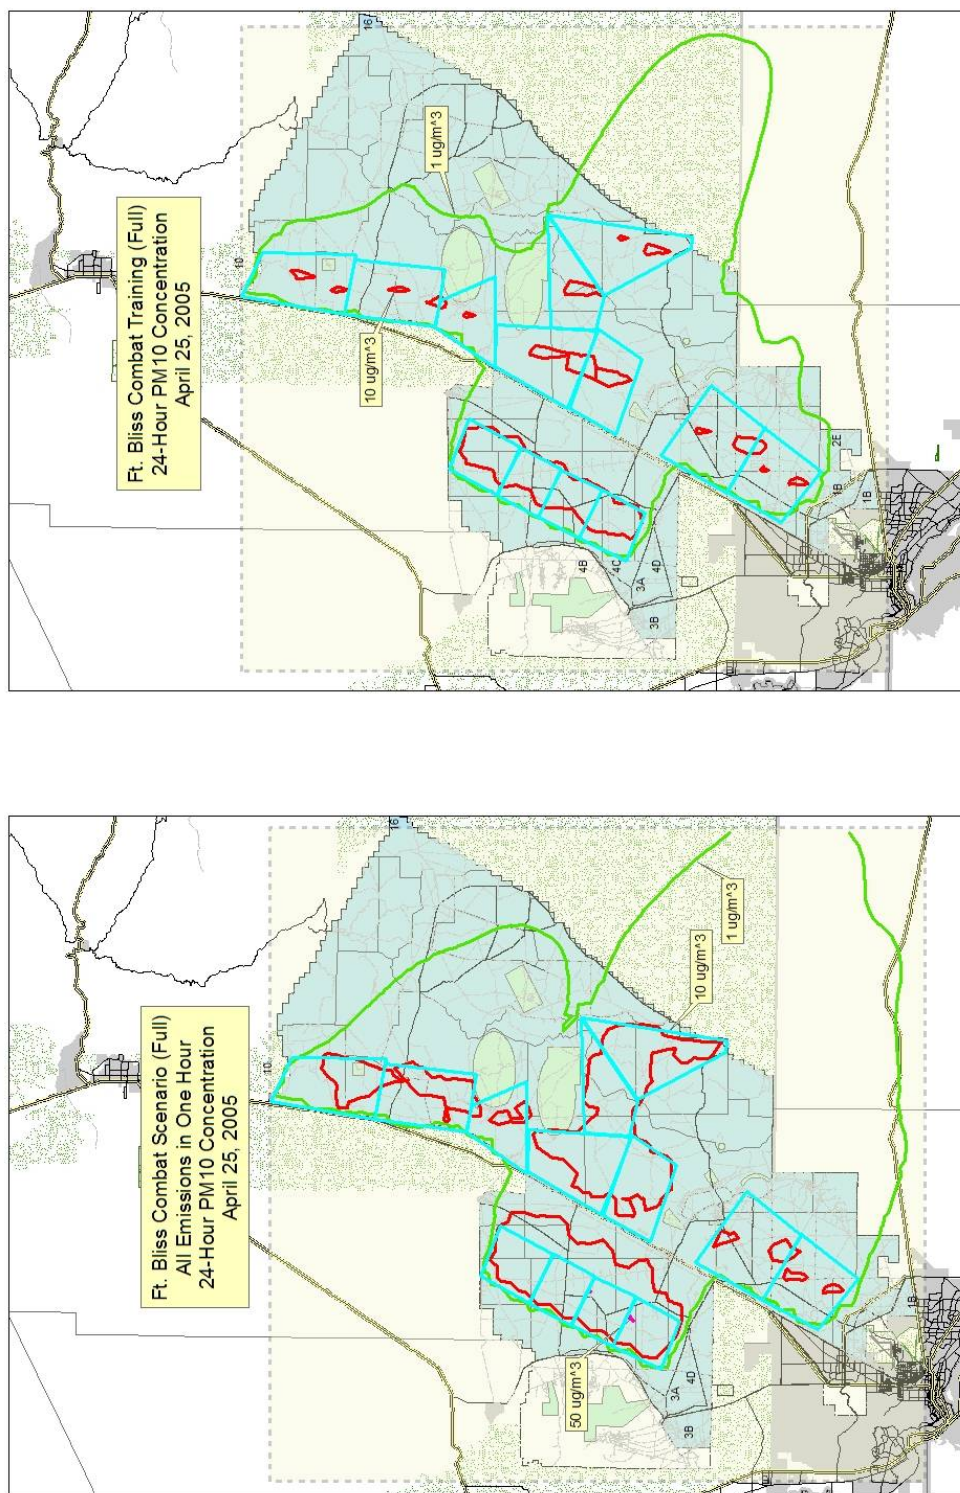 Ft. Bliss Combat Training (Full)
24-Hour PM10 Concentration
April 25, 2005
16
10
1 ug/m^3
10 ug/m^3
4B
4C
4D
3A
3B
2E
1B
1B
Ft. Bliss Combat Scenario (Full)
All Emissions in One Hour
24-Hour PM10 Concentration
April 25, 2005
16
10
1 ug/m^3
10 ug/m^3
50 ug/m^3
3A
4D
3B
1B